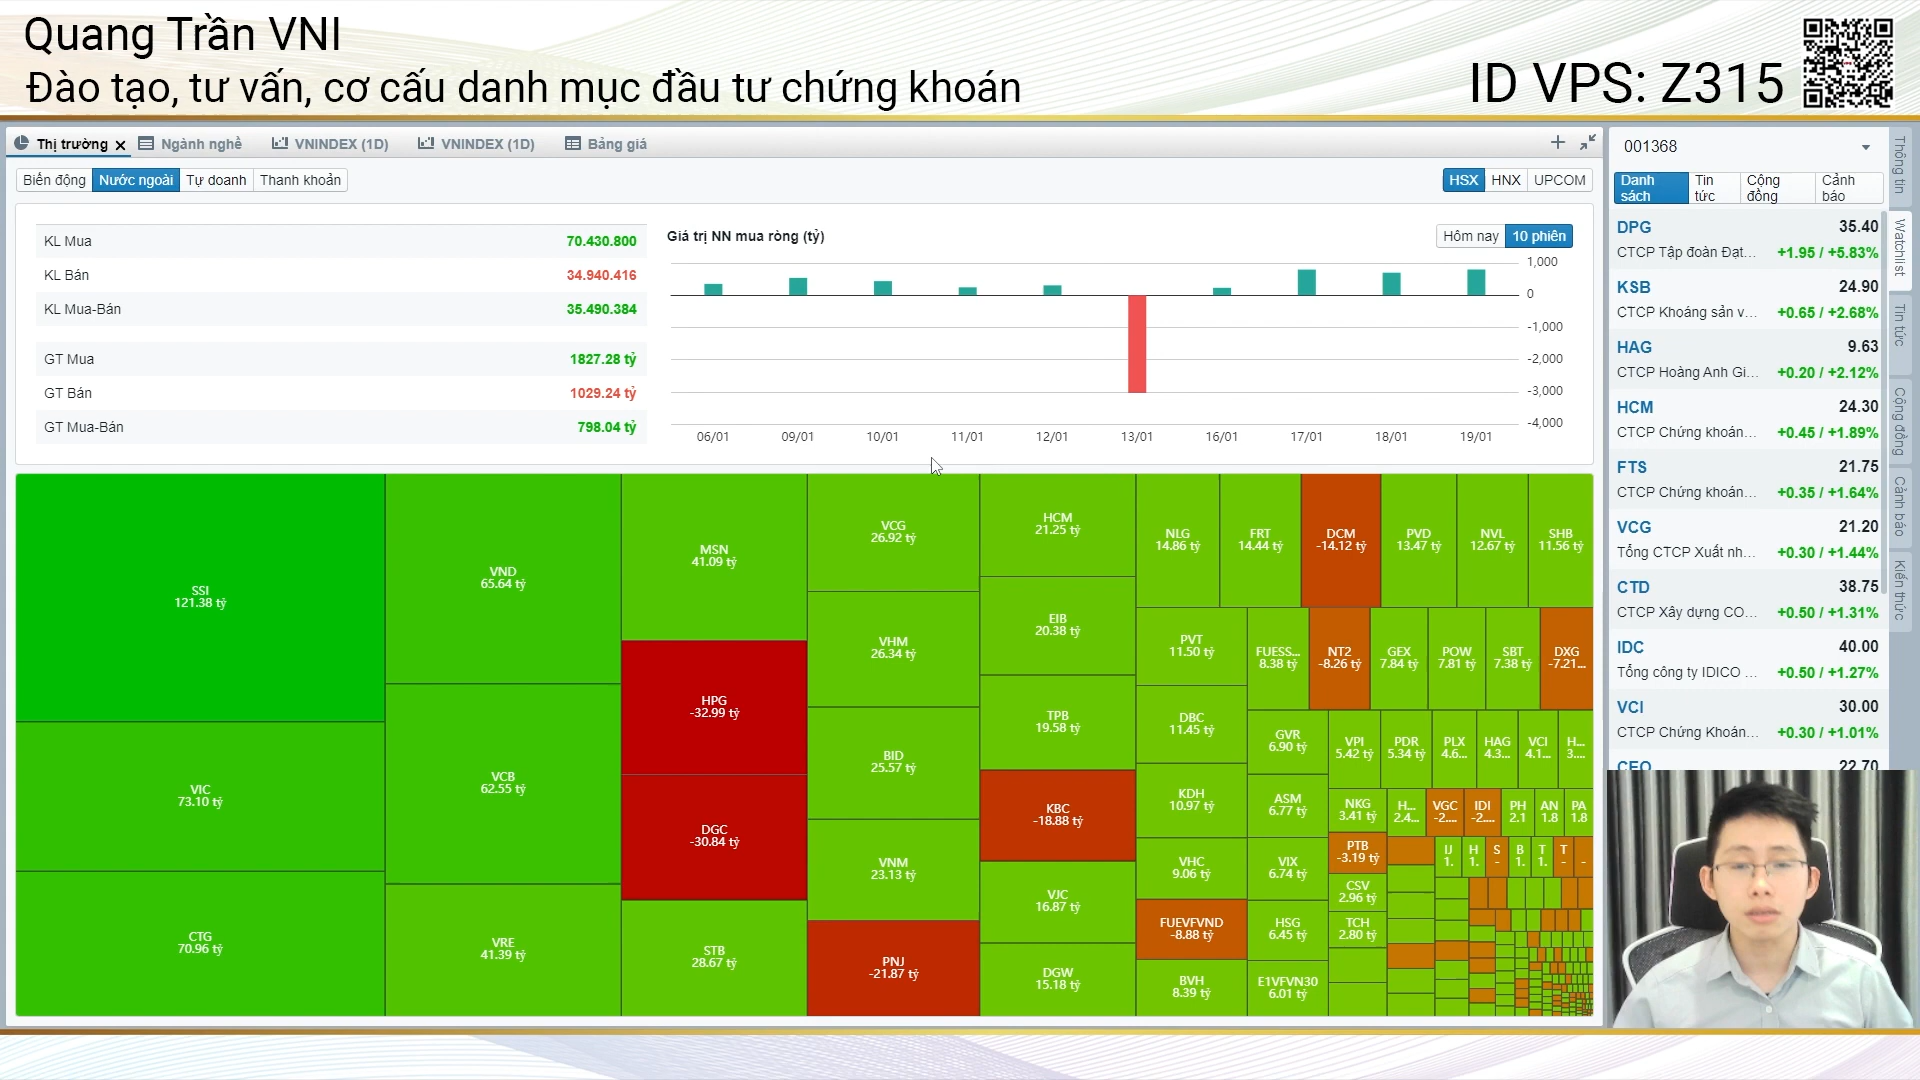 Quang Trần VNI
Đào tạo, tư vấn, cơ cấu danh mục đầu tư chứng khoán
ID VPS: Z315
Thị trường
Ngành nghề
VNINDEX (1D)
VNINDEX (1D)
Bảng giá
Biến động
Nước ngoài
Tự doanh
Thanh khoản
HSX
HNX
UPCOM
KL Mua
70.430.800
KL Bán
34.940.416
KL Mua-Bán
35.490.384
GT Mua
1827.28 tỷ
GT Bán
1029.24 tỷ
GT Mua-Bán
798.04 tỷ
Giá trị NN mua ròng (tỷ)
Hôm nay
10 phiên
1,000
0
-1,000
-2,000
-3,000
-4,000
06/01
09/01
10/01
11/01
12/01
13/01
16/01
17/01
18/01
19/01
SSI
121.38 tỷ
VIC
73.10 tỷ
CTG
70.96 tỷ
VND
65.64 tỷ
VCB
62.55 tỷ
VRE
41.39 tỷ
MSN
41.09 tỷ
HPG
-32.99 tỷ
DGC
-30.84 tỷ
STB
28.67 tỷ
VCG
26.92 tỷ
VHM
26.34 tỷ
BID
25.57 tỷ
VNM
23.13 tỷ
PNJ
-21.87 tỷ
HCM
21.25 tỷ
EIB
20.38 tỷ
TPB
19.58 tỷ
KBC
-18.88 tỷ
VJC
16.87 tỷ
DGW
15.18 tỷ
NLG
14.86 tỷ
FRT
14.44 tỷ
DCM
-14.12 tỷ
PVD
13.47 tỷ
NVL
12.67 tỷ
SHB
11.56 tỷ
PVT
11.50 tỷ
DBC
11.45 tỷ
KDH
10.97 tỷ
VHC
9.06 tỷ
FUEVFVND
-8.88 tỷ
BVH
8.39 tỷ
FUESS...
8.38 tỷ
NT2
-8.26 tỷ
GEX
7.84 tỷ
POW
7.81 tỷ
SBT
7.38 tỷ
DXG
-7.21...
GVR
6.90 tỷ
ASM
6.77 tỷ
VIX
6.74 tỷ
HSG
6.45 tỷ
E1VFVN30
6.01 tỷ
VPI
5.42 tỷ
PDR
5.34 tỷ
PLX
4.6...
HAG
4.3...
VCI
4.1...
H...
3....
NKG
3.41 tỷ
H...
2.4...
VGC
-2....
IDI
-2....
PH
2.1
AN
1.8
PA
1.8
PTB
-3.19 tỷ
IJ
1.
H
1.
S
-
B
1.
T
1.
T
-
-
CSV
2.96 tỷ
TCH
2.80 tỷ
001368
Danh sách
Tin tức
Cộng đồng
Cảnh báo
DPG
35.40
CTCP Tập đoàn Đạt...
+1.95 / +5.83%
KSB
24.90
CTCP Khoáng sản v...
+0.65 / +2.68%
HAG
9.63
CTCP Hoàng Anh Gi...
+0.20 / +2.12%
HCM
24.30
CTCP Chứng khoán...
+0.45 / +1.89%
FTS
21.75
CTCP Chứng khoán...
+0.35 / +1.64%
VCG
21.20
Tổng CTCP Xuất nh...
+0.30 / +1.44%
CTD
38.75
CTCP Xây dựng CO...
+0.50 / +1.31%
IDC
40.00
Tổng công ty IDICO ...
+0.50 / +1.27%
VCI
30.00
CTCP Chứng Khoán...
+0.30 / +1.01%
CEO
22.70
Thông tin
Watchlist
Tin tức
Cộng đồng
Cảnh báo
Kiến thức